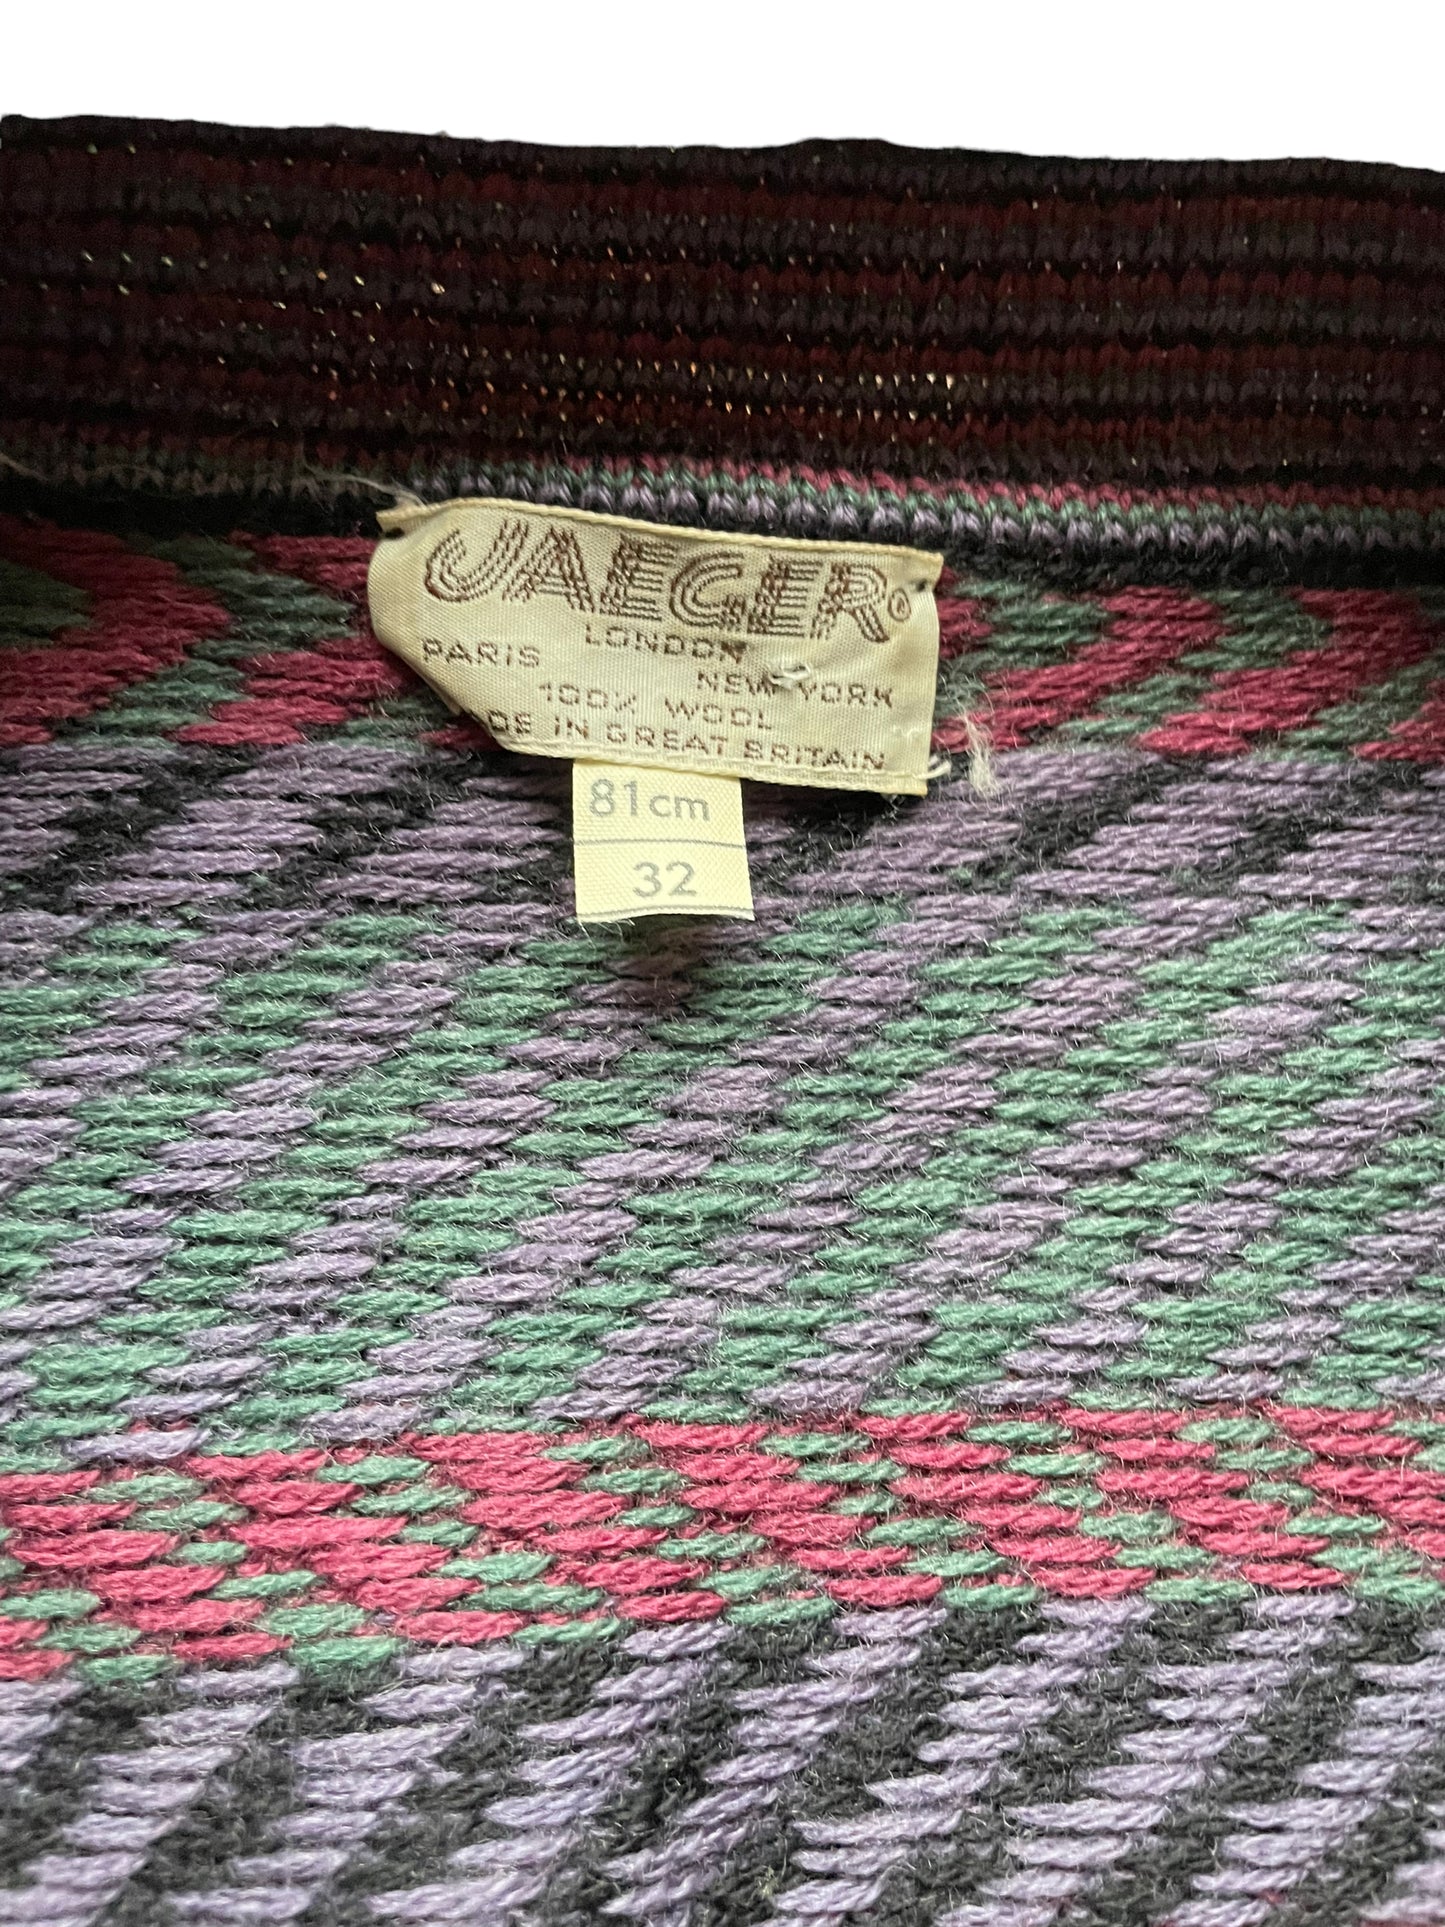 JAEGER®
LONDON
PARIS NEW YORK
100% WOOL
MADE IN GREAT BRITAIN
81cm
32